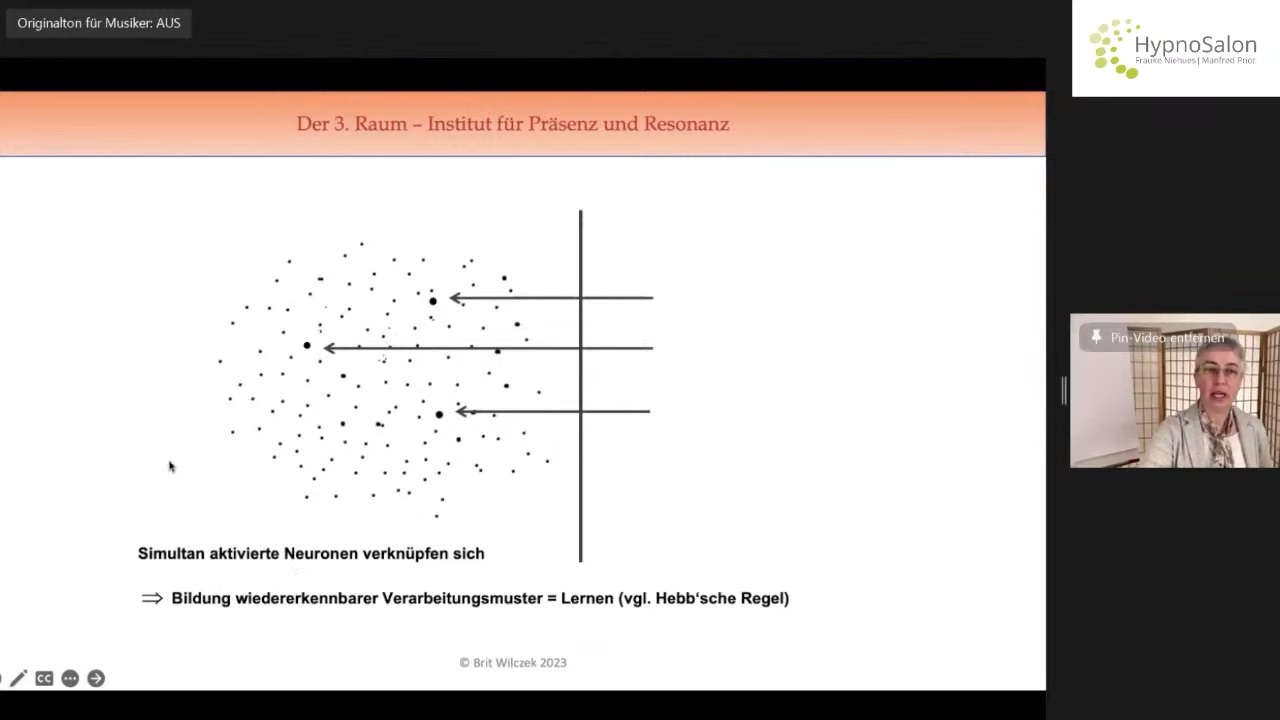 Originalton für Musiker: AUS
HypnoSalon
Frauke Niehues | Manfred Prior
Der 3. Raum – Institut für Präsenz und Resonanz
Pin-Video entfernen
Simultan aktivierte Neuronen verknüpfen sich
⇒ Bildung wiedererkennbarer Verarbeitungsmuster = Lernen (vgl. Hebb‘sche Regel)
© Brit Wilczek 2023
CC